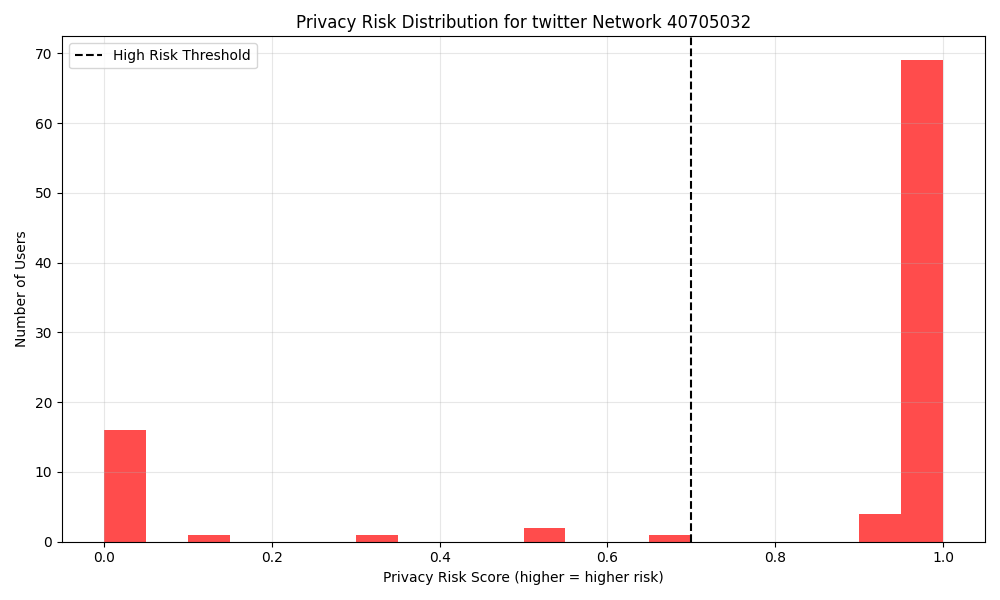 Privacy Risk Distribution for twitter Network 40705032
High Risk Threshold
70
60
50
40
30
20
10
0
Number of Users
0.0 0.2 0.4 0.6 0.8 1.0
Privacy Risk Score (higher = higher risk)